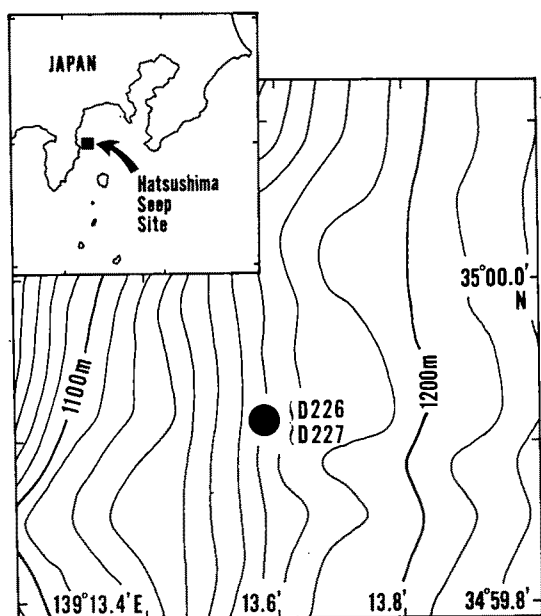 JAPAN
Hatsushima
Seep
Site
35°00.0'
N
1100m
1200m
D226
D227
139°13.4'E
13.6'
13.8'
34°59.8'